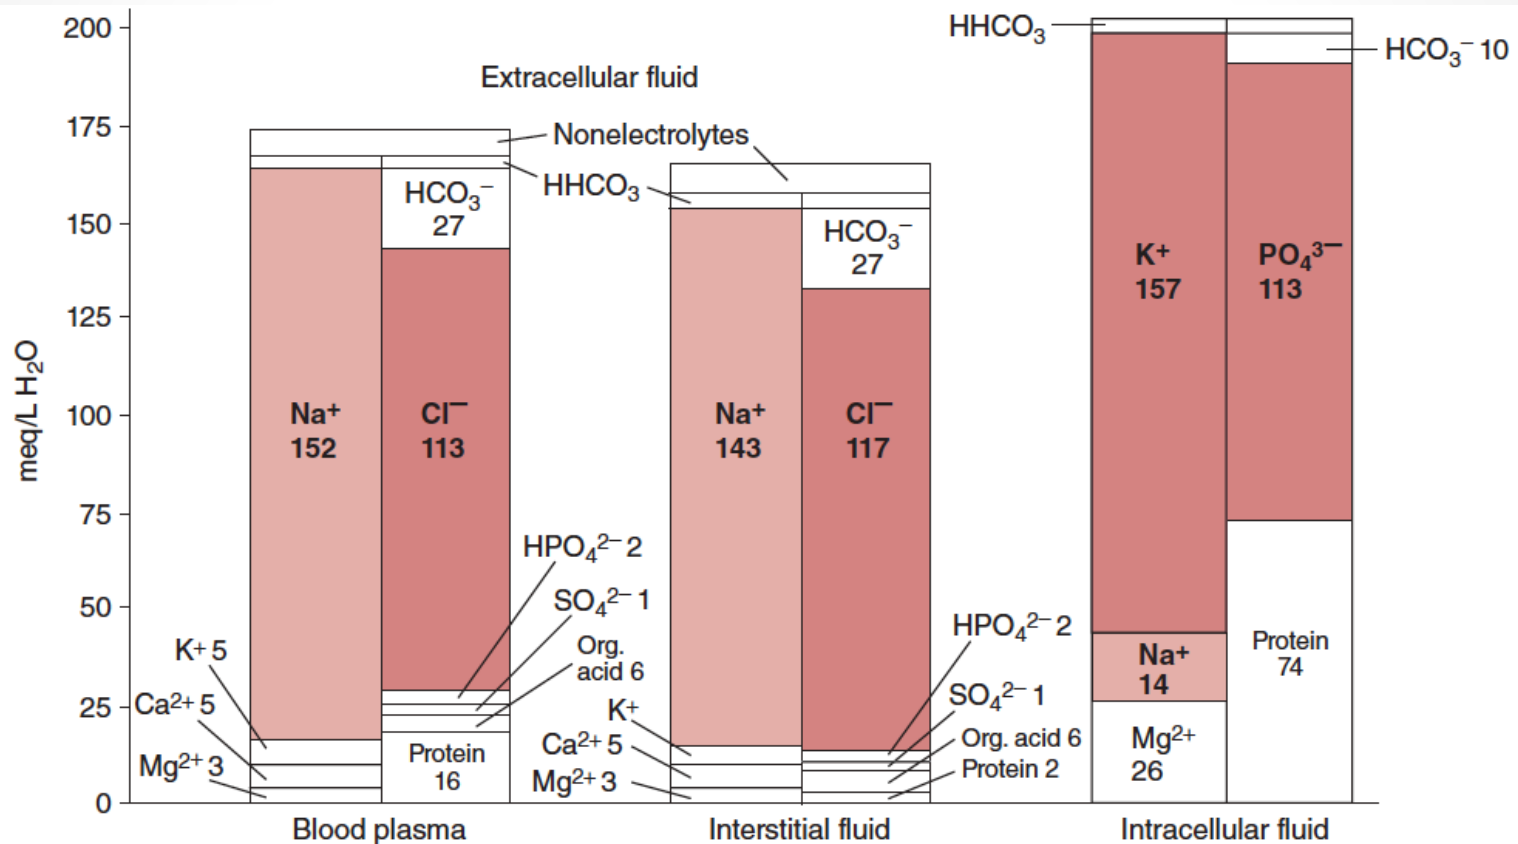 200
175
150
125
100
75
50
25
0
meq/L H₂O
Extracellular fluid
Nonelectrolytes
HHCO₃
HCO₃⁻
27
Na⁺
152
Cl⁻
113
HPO₄²⁻ 2
SO₄²⁻ 1
Org.
acid 6
K⁺ 5
Ca²⁺ 5
Mg²⁺ 3
Protein
16
Blood plasma
HCO₃⁻
27
Na⁺
143
Cl⁻
117
HPO₄²⁻ 2
SO₄²⁻ 1
Org. acid 6
Protein 2
K⁺
Ca²⁺ 5
Mg²⁺ 3
Interstitial fluid
HHCO₃
HCO₃⁻ 10
K⁺
157
PO₄³⁻
113
Na⁺
14
Mg²⁺
26
Protein
74
Intracellular fluid